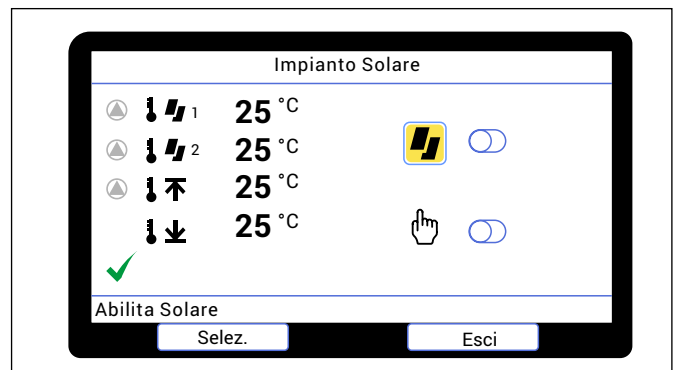 Impianto Solare
1 25 °C
2 25 °C
25 °C
25 °C
Abilita Solare
Selez. Esci